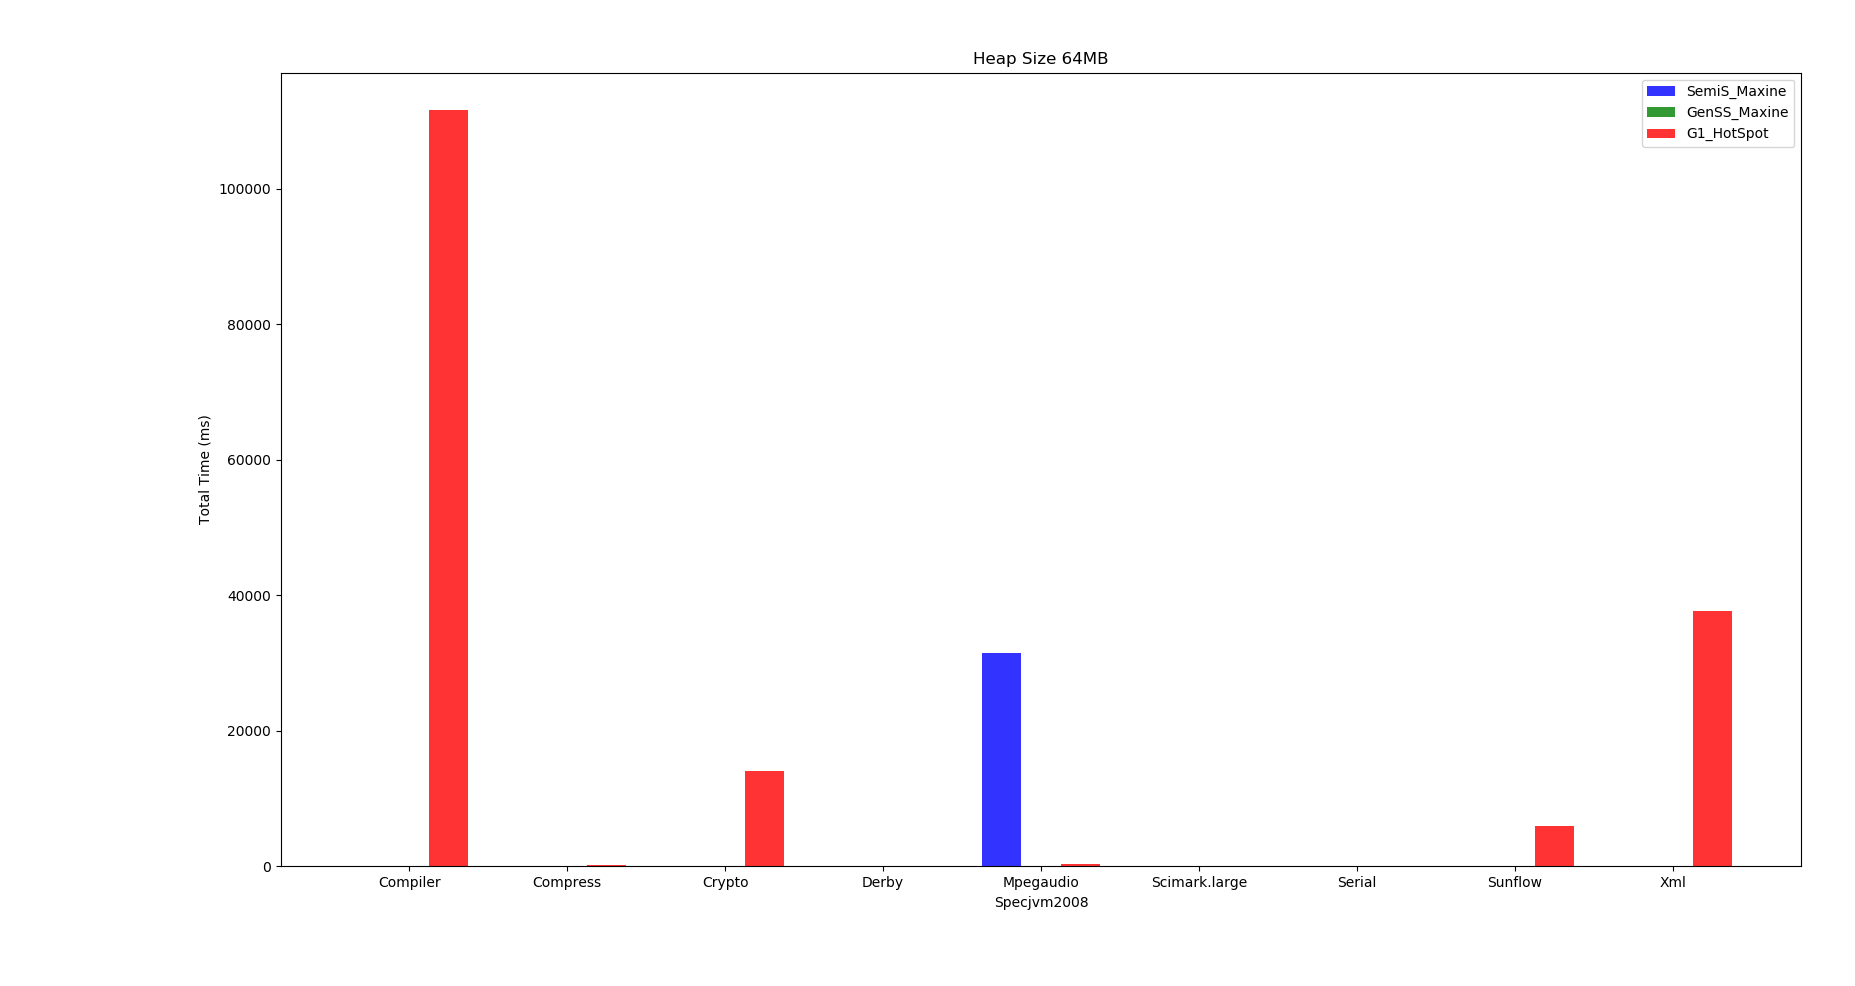 Heap Size 64MB
SemiS_Maxine
GenSS_Maxine
G1_HotSpot
100000
80000
60000
40000
20000
0
Total Time (ms)
Compiler Compress Crypto Derby Mpegaudio Scimark.large Serial Sunflow Xml
Specjvm2008